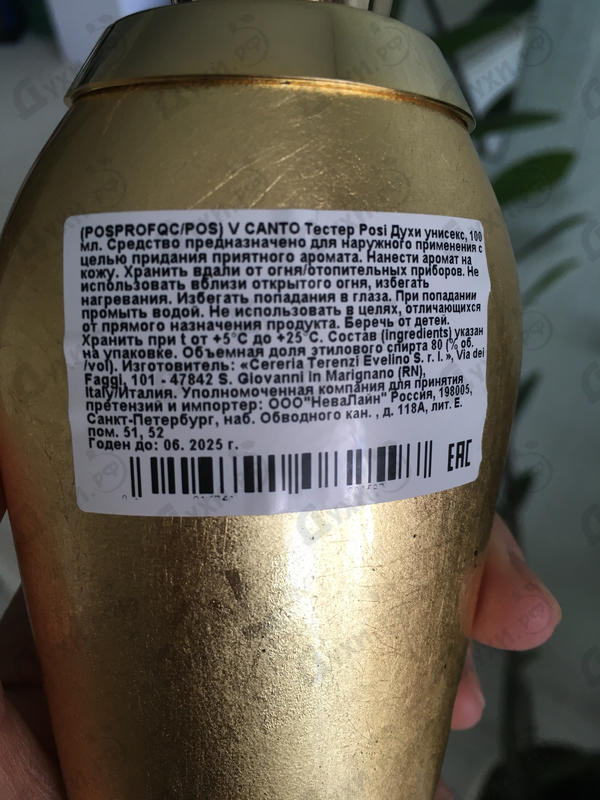 (POSPROFQC/POS) V CANTO Тестер Posi Духи унисекс, 100
мл. Средство предназначено для наружного применения с
целью придания приятного аромата. Нанести аромат на
кожу. Хранить вдали от огня/отопительных приборов. Не
использовать вблизи открытого огня, избегать
нагревания. Избегать попадания в глаза. При попадании
промыть водой. Не использовать в целях, отличающихся
от прямого назначения продукта. Беречь от детей.
Хранить при t от +5°C до +25°C. Состав (ingredients) указан
на упаковке. Объемная доля этилового спирта 80 (% об.
/vol). Изготовитель: «Cereria Terenzi Evelino S. r. l. », Via dei
Faggi, 101 - 47842 S. Giovanni in Marignano (RN),
Italy/Италия. Уполномоченная компания для принятия
претензий и импортер: ООО"НеваЛайн" Россия, 198005,
Санкт-Петербург, наб. Обводного кан. , д. 118А, лит. Е.
пом. 51, 52
Годен до: 06. 2025 г.
EAC
Духи.рф